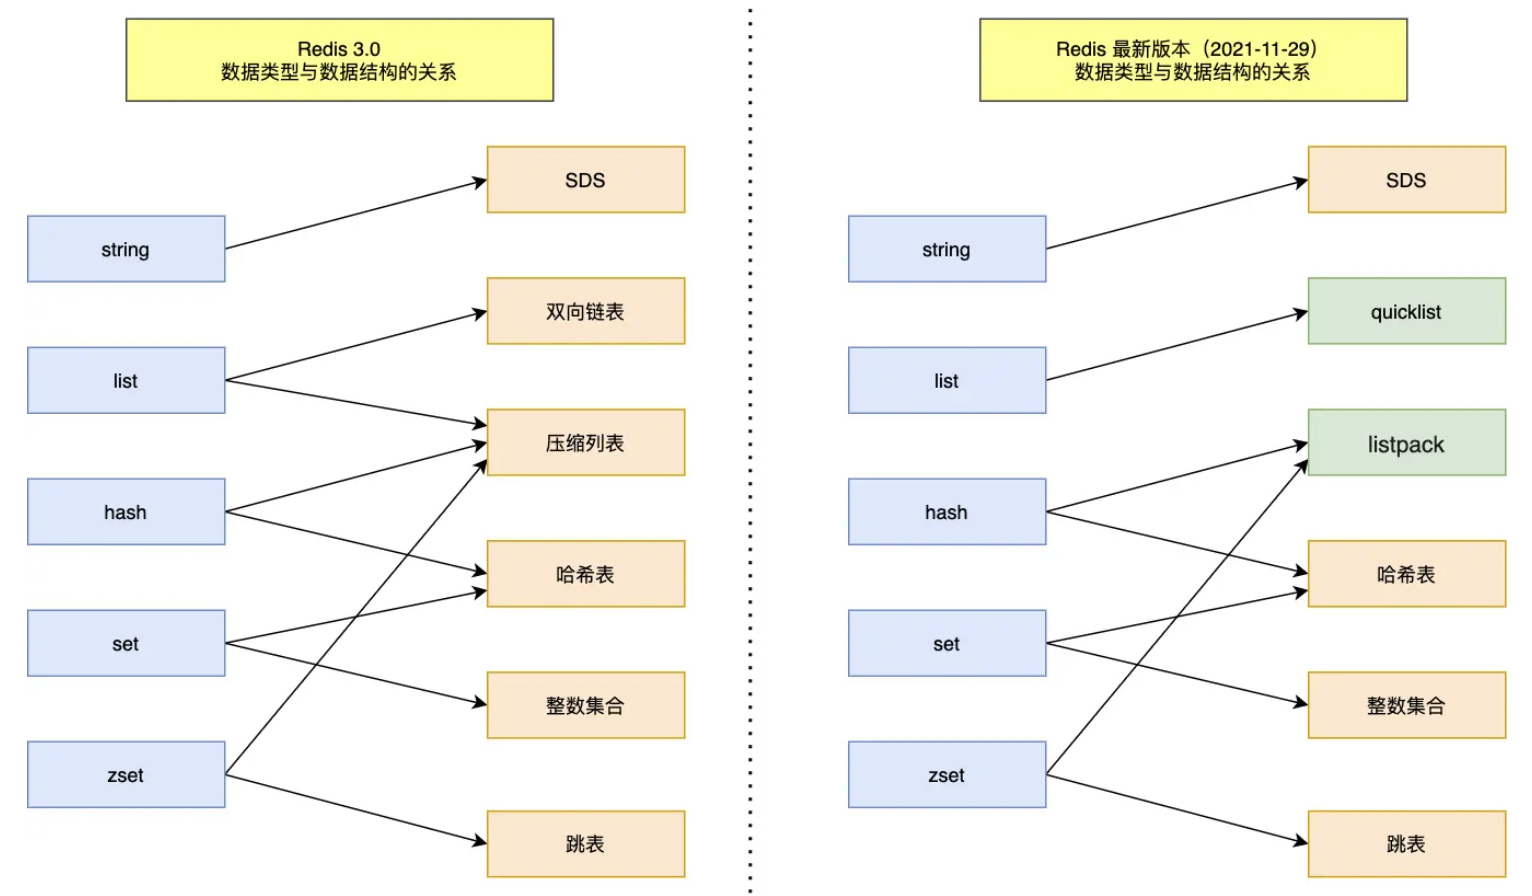 Redis 3.0
数据类型与数据结构的关系
string
list
hash
set
zset
SDS
双向链表
压缩列表
哈希表
整数集合
跳表
Redis 最新版本（2021-11-29）
数据类型与数据结构的关系
string
list
hash
set
zset
SDS
quicklist
listpack
哈希表
整数集合
跳表